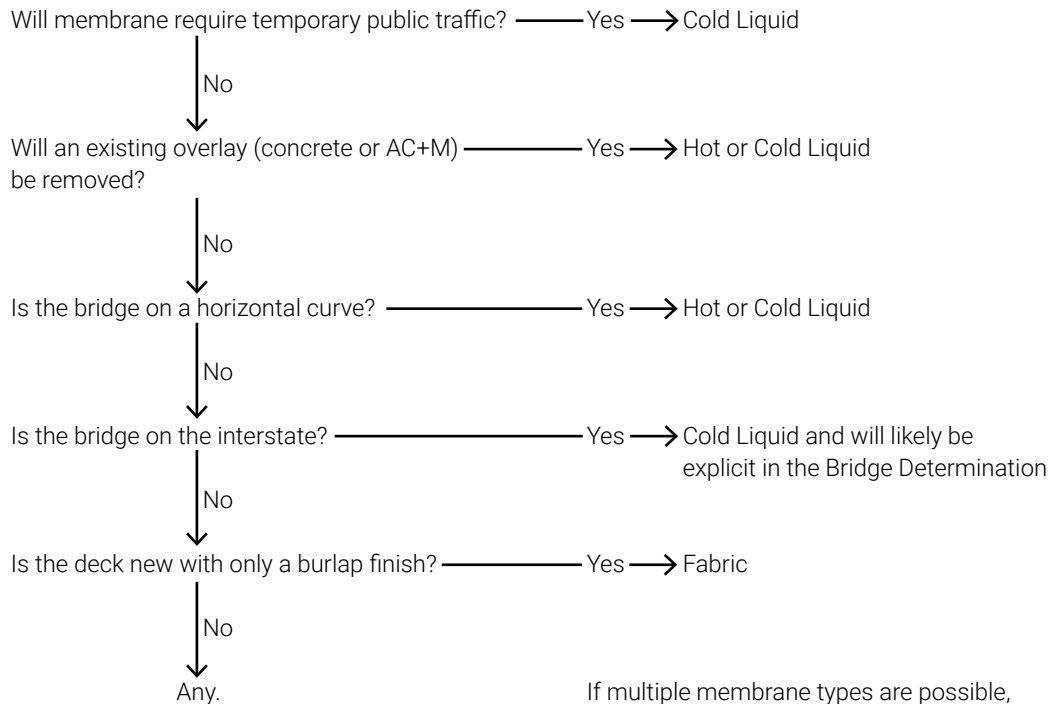 Will membrane require temporary public traffic? Yes Cold Liquid
No
Will an existing overlay (concrete or AC+M) Yes Hot or Cold Liquid
be removed?
No
Is the bridge on a horizontal curve? Yes Hot or Cold Liquid
No
Is the bridge on the interstate? Yes Cold Liquid and will likely be
explicit in the Bridge Determination
No
Is the deck new with only a burlap finish? Yes Fabric
No
Any. If multiple membrane types are possible,